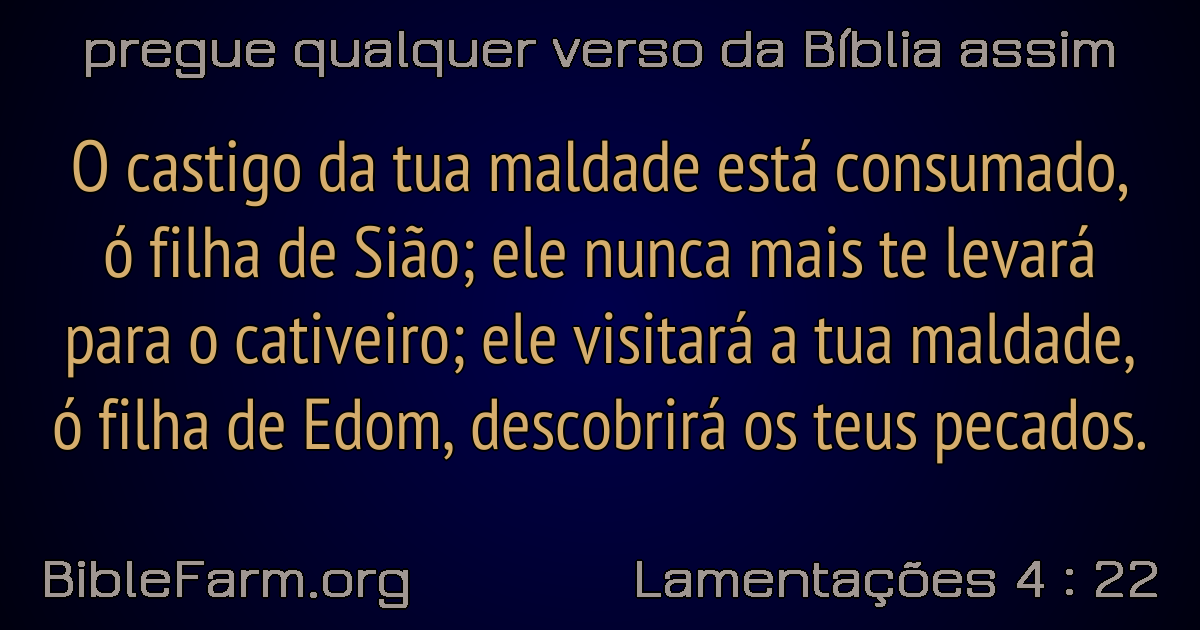 pregue qualquer verso da Bíblia assim
O castigo da tua maldade está consumado,
ó filha de Sião; ele nunca mais te levará
para o cativeiro; ele visitará a tua maldade,
ó filha de Edom, descobrirá os teus pecados.
BibleFarm.org
Lamentações 4 : 22